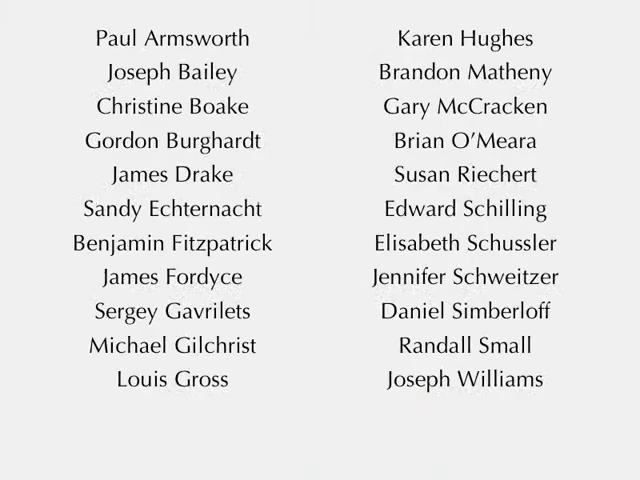 Paul Armsworth
Joseph Bailey
Christine Boake
Gordon Burghardt
James Drake
Sandy Echternacht
Benjamin Fitzpatrick
James Fordyce
Sergey Gavrilets
Michael Gilchrist
Louis Gross
Karen Hughes
Brandon Matheny
Gary McCracken
Brian O’Meara
Susan Riechert
Edward Schilling
Elisabeth Schussler
Jennifer Schweitzer
Daniel Simberloff
Randall Small
Joseph Williams